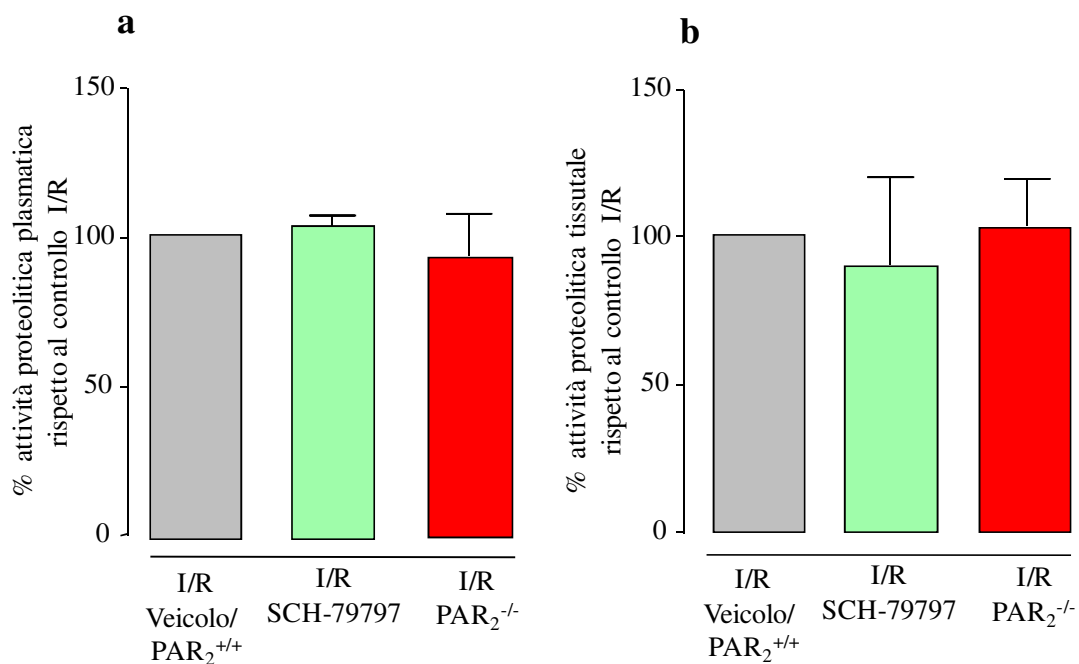 a
% attività proteolitica plasmatica
rispetto al controllo I/R
150
100
50
0
I/R
Veicolo/
PAR₂⁺/⁺
I/R
SCH-79797
I/R
PAR₂⁻/⁻
b
% attività proteolitica tissutale
rispetto al controllo I/R
150
100
50
0
I/R
Veicolo/
PAR₂⁺/⁺
I/R
SCH-79797
I/R
PAR₂⁻/⁻